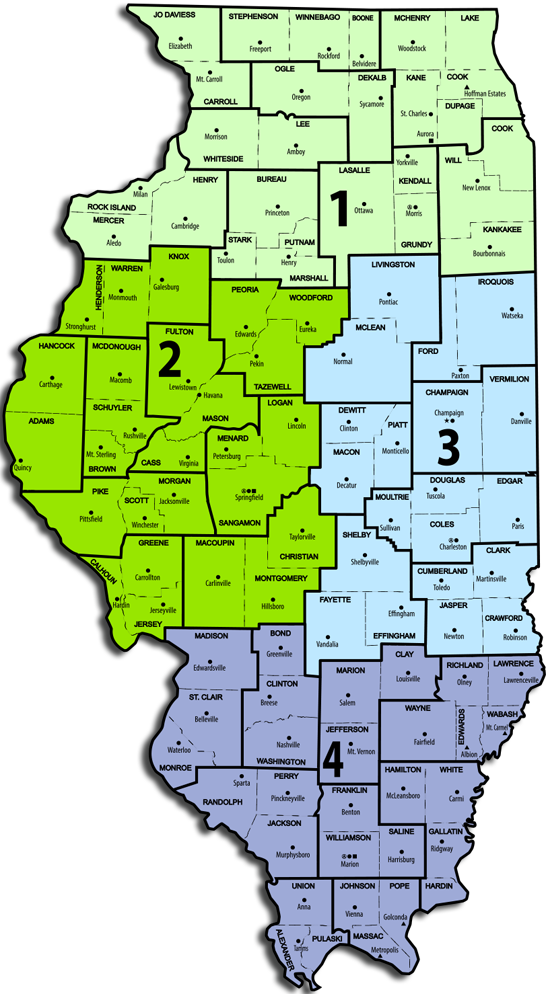 JO DAVIESS
STEPHENSON
WINNEBAGO
BOONE
MCHENRY
LAKE
Elizabeth
Freeport
Rockford
Belvidere
Woodstock
Mt. Carroll
CARROLL
OGLE
Oregon
DEKALB
Sycamore
KANE
COOK
Hoffman Estates
DUPAGE
St. Charles
Aurora
COOK
Morrison
WHITESIDE
LEE
Amboy
LASALLE
Yorkville
WILL
New Lenox
KENDALL
HENRY
BUREAU
Milan
ROCK ISLAND
MERCER
Aledo
Cambridge
Princeton
1
Ottawa
Morris
GRUNDY
KANKAKEE
Bourbonnais
STARK
Toulon
PUTNAM
Henry
MARSHALL
KNOX
WARREN
HENDERSON
Monmouth
Galesburg
Stronghurst
LIVINGSTON
Pontiac
IROQUOIS
Watseka
PEORIA
WOODFORD
Edwards
Eureka
Pekin
TAZEWELL
MCLEAN
Normal
FORD
Paxton
HANCOCK
Carthage
MCDONOUGH
Macomb
FULTON
2
Lewistown
Havana
MASON
VERMILION
Danville
CHAMPAIGN
Champaign
3
ADAMS
Quincy
SCHUYLER
Rushville
Mt. Sterling
BROWN
CASS
Virginia
LOGAN
Lincoln
MENARD
Petersburg
DEWITT
Clinton
PIATT
Monticello
MACON
Decatur
PIKE
Pittsfield
SCOTT
Winchester
MORGAN
Jacksonville
Springfield
SANGAMON
DOUGLAS
Tuscola
EDGAR
Paris
MOULTRIE
Sullivan
COLES
Charleston
Taylorville
CHRISTIAN
SHELBY
Shelbyville
CLARK
Martinsville
CUMBERLAND
Toledo
GREENE
Carrollton
CALHOUN
Hardin
Jerseyville
JERSEY
MACOUPIN
Carlinville
MONTGOMERY
Hillsboro
FAYETTE
Vandalia
Effingham
EFFINGHAM
JASPER
Newton
CRAWFORD
Robinson
MADISON
Edwardsville
BOND
Greenville
CLAY
Louisville
RICHLAND
Olney
LAWRENCE
Lawrenceville
MARION
Salem
CLINTON
Breese
ST. CLAIR
Belleville
WAYNE
Fairfield
EDWARDS
Albion
WABASH
Mt. Carmel
JEFFERSON
4
Mt. Vernon
Waterloo
MONROE
Nashville
WASHINGTON
Sparta
RANDOLPH
PERRY
Pinckneyville
HAMILTON
McLeansboro
WHITE
Carmi
FRANKLIN
Benton
JACKSON
Murphysboro
WILLIAMSON
Marion
SALINE
Harrisburg
GALLATIN
Ridgway
UNION
Anna
JOHNSON
Vienna
POPE
Golconda
HARDIN
ALEXANDER
Tamms
PULASKI
MASSAC
Metropolis